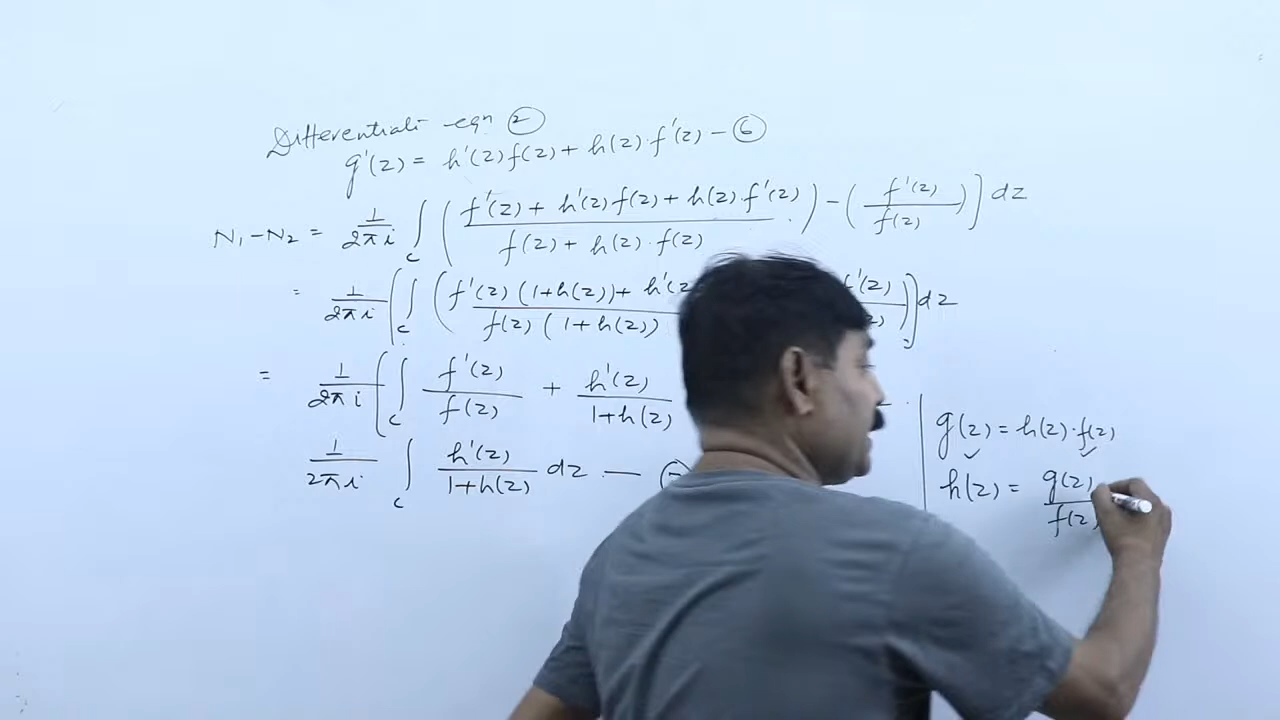 Differentiate eqn ②
g'(z) = h'(z) f(z) + h(z)·f'(z) – ⑥
N₁-N₂ = 1/2πi ∫c (f'(z) + h'(z) f(z) + h(z) f'(z) / f(z) + h(z)·f(z)) – (f'(z)/f(z))] dz
= 1/2πi [∫c (f'(z) (1+h(z)) + h'(z / f(z) (1+h(z)) f'(z) / (z))] dz
= 1/2πi [∫c f'(z)/f(z) + h'(z)/1+h(z)
1/2πi ∫c h'(z)/1+h(z) dz — ⑦
g(z) = h(z)·f(z)
h(z) = g(z)/f(z)